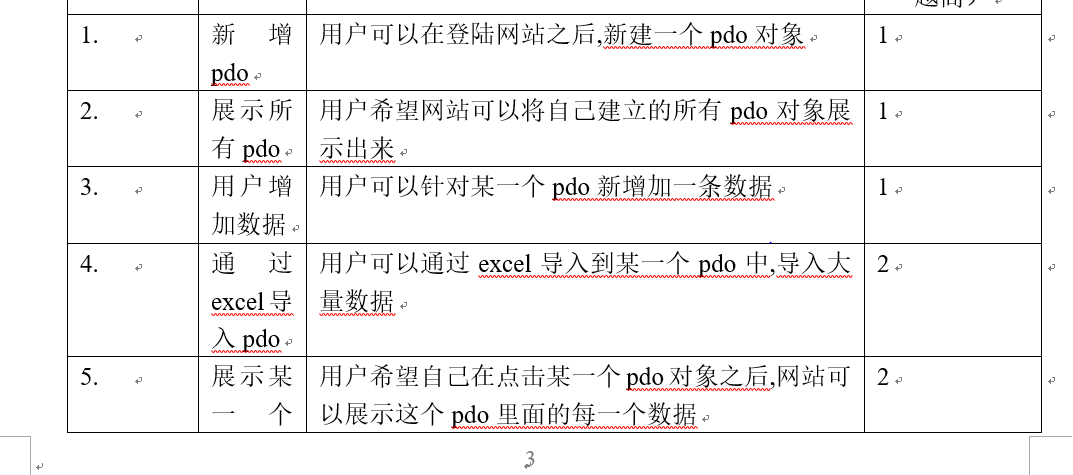 1. 新增 用户可以在登陆网站之后,新建一个 pdo 对象 1
pdo
2. 展示所 用户希望网站可以将自己建立的所有 pdo 对象展 1
有 pdo 示出来
3. 用户增 用户可以针对某一个 pdo 新增加一条数据 1
加数据
4. 通过 用户可以通过 excel 导入到某一个 pdo 中,导入大 2
excel 导 量数据
入 pdo
5. 展示某 用户希望自己在点击某一个 pdo 对象之后,网站可 2
一个 以展示这个 pdo 里面的每一个数据
3